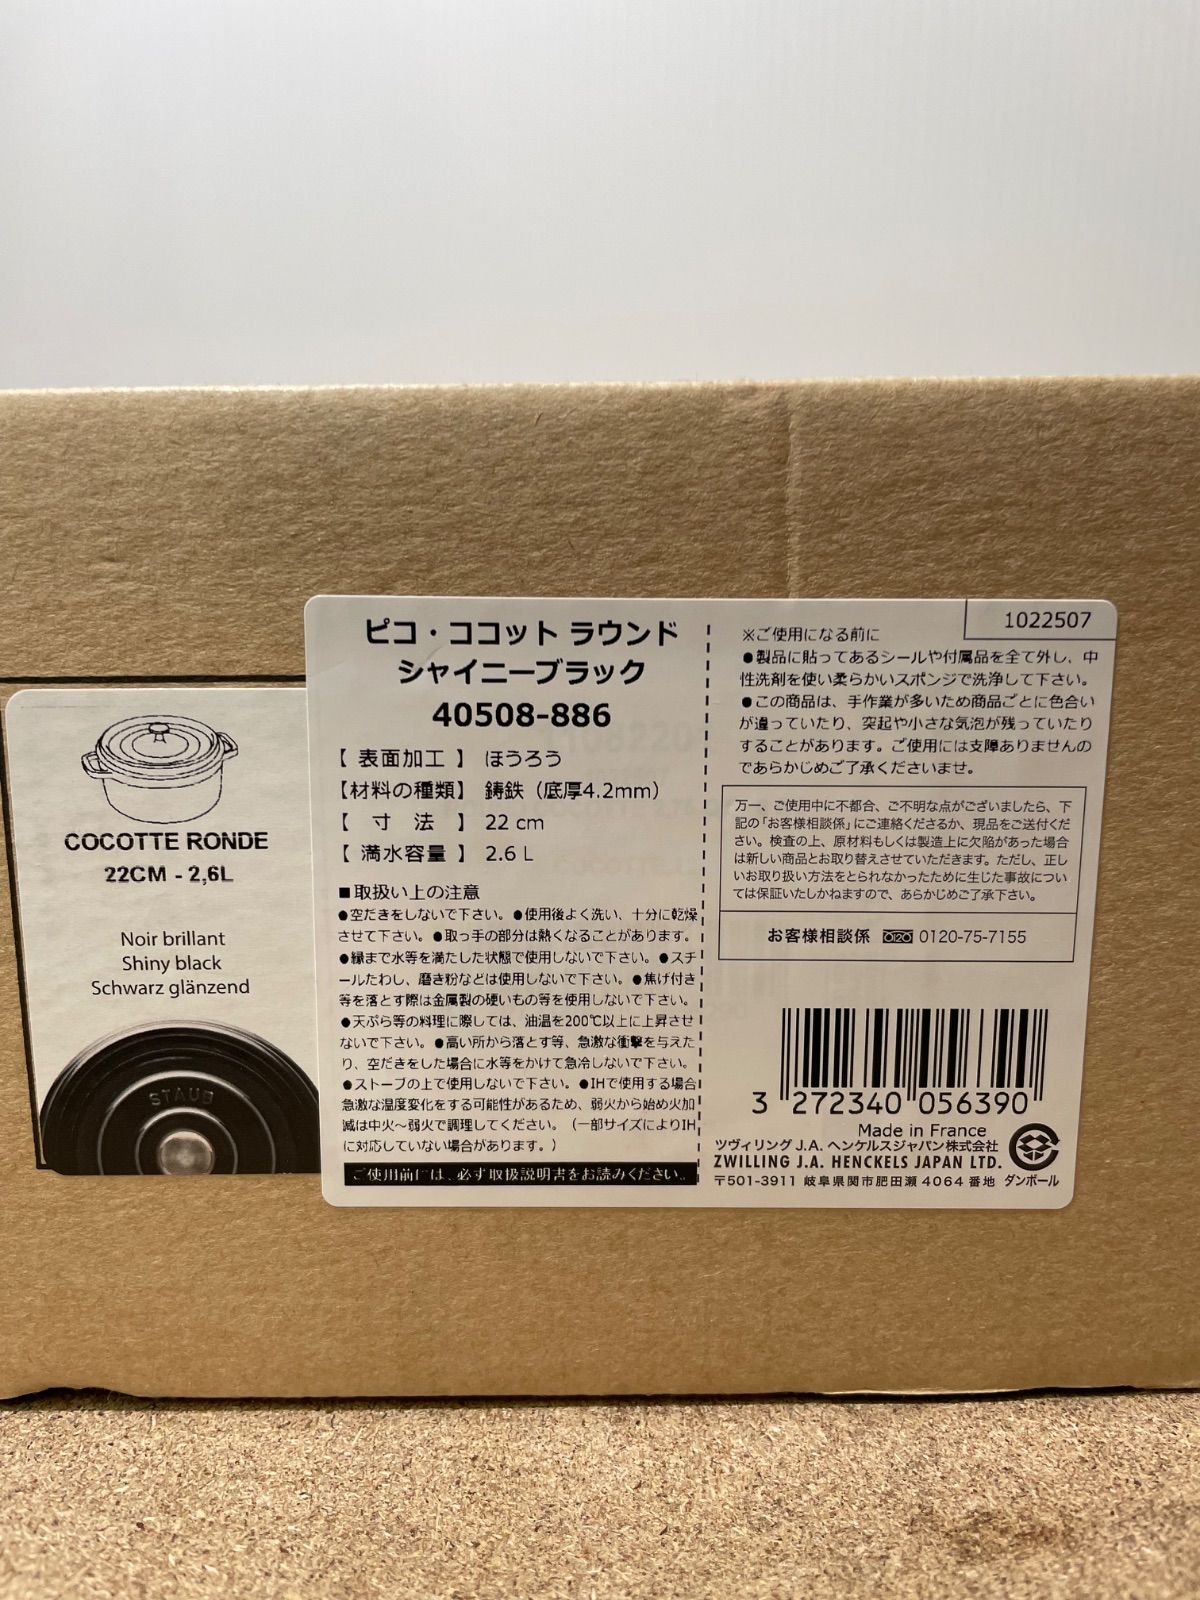 COCOTTE RONDE
22CM - 2,6L
Noir brillant
Shiny black
Schwarz glänzend
STAUB
ピコ・ココット ラウンド
シャイニーブラック
40508-886
【 表面加工 】 ほうろう
【材料の種類】 鋳鉄（底厚4.2mm）
【 寸 法 】 22 cm
【 満水容量 】 2.6 L
■取扱い上の注意
●空だきをしないで下さい。●使用後よく洗い、十分に乾燥
させて下さい。●取っ手の部分は熱くなることがあります。
●縁まで水等を満たした状態で使用しないで下さい。●スチ
ールたわし、磨き粉などは使用しないで下さい。●焦げ付き
等を落とす際は金属製の硬いもの等を使用しないで下さい。
●天ぷら等の料理に際しては、油温を200℃以上に上昇させ
ないで下さい。●高い所から落とす等、急激な衝撃を与えた
り、空だきをした場合に水等をかけて急冷しないで下さい。
●ストーブの上で使用しないで下さい。●IHで使用する場合
急激な温度変化をする可能性があるため、弱火から始め火加
減は中火～弱火で調理してください。（一部サイズによりIH
に対応していない場合があります。）
ご使用前には、必ず取扱説明書をお読みください。
1022507
※ご使用になる前に
●製品に貼ってあるシールや付属品を全て外し、中
性洗剤を使い柔らかいスポンジで洗浄して下さい。
●この商品は、手作業が多いため商品ごとに色合い
が違っていたり、突起や小さな気泡が残っていたり
することがあります。ご使用には支障ありませんの
であらかじめご了承くださいませ。
万一、ご使用中に不都合、ご不明な点がございましたら、下
記の「お客様相談係」にご連絡くださるか、現品をご送付くだ
さい。検査の上、原材料もしくは製造上に欠陥があった場合
は新しい商品とお取り替えさせていただきます。ただし、正し
いお取り扱い方法をとられなかったために生じた事故につい
ては保証いたしかねますので、あらかじめご了承下さい。
お客様相談係 0120-75-7155
3 272340 056390
Made in France
ツヴィリング J.A. ヘンケルスジャパン株式会社
ZWILLING J.A. HENCKELS JAPAN LTD.
〒501-3911 岐阜県関市肥田瀬 4064 番地 ダンボール